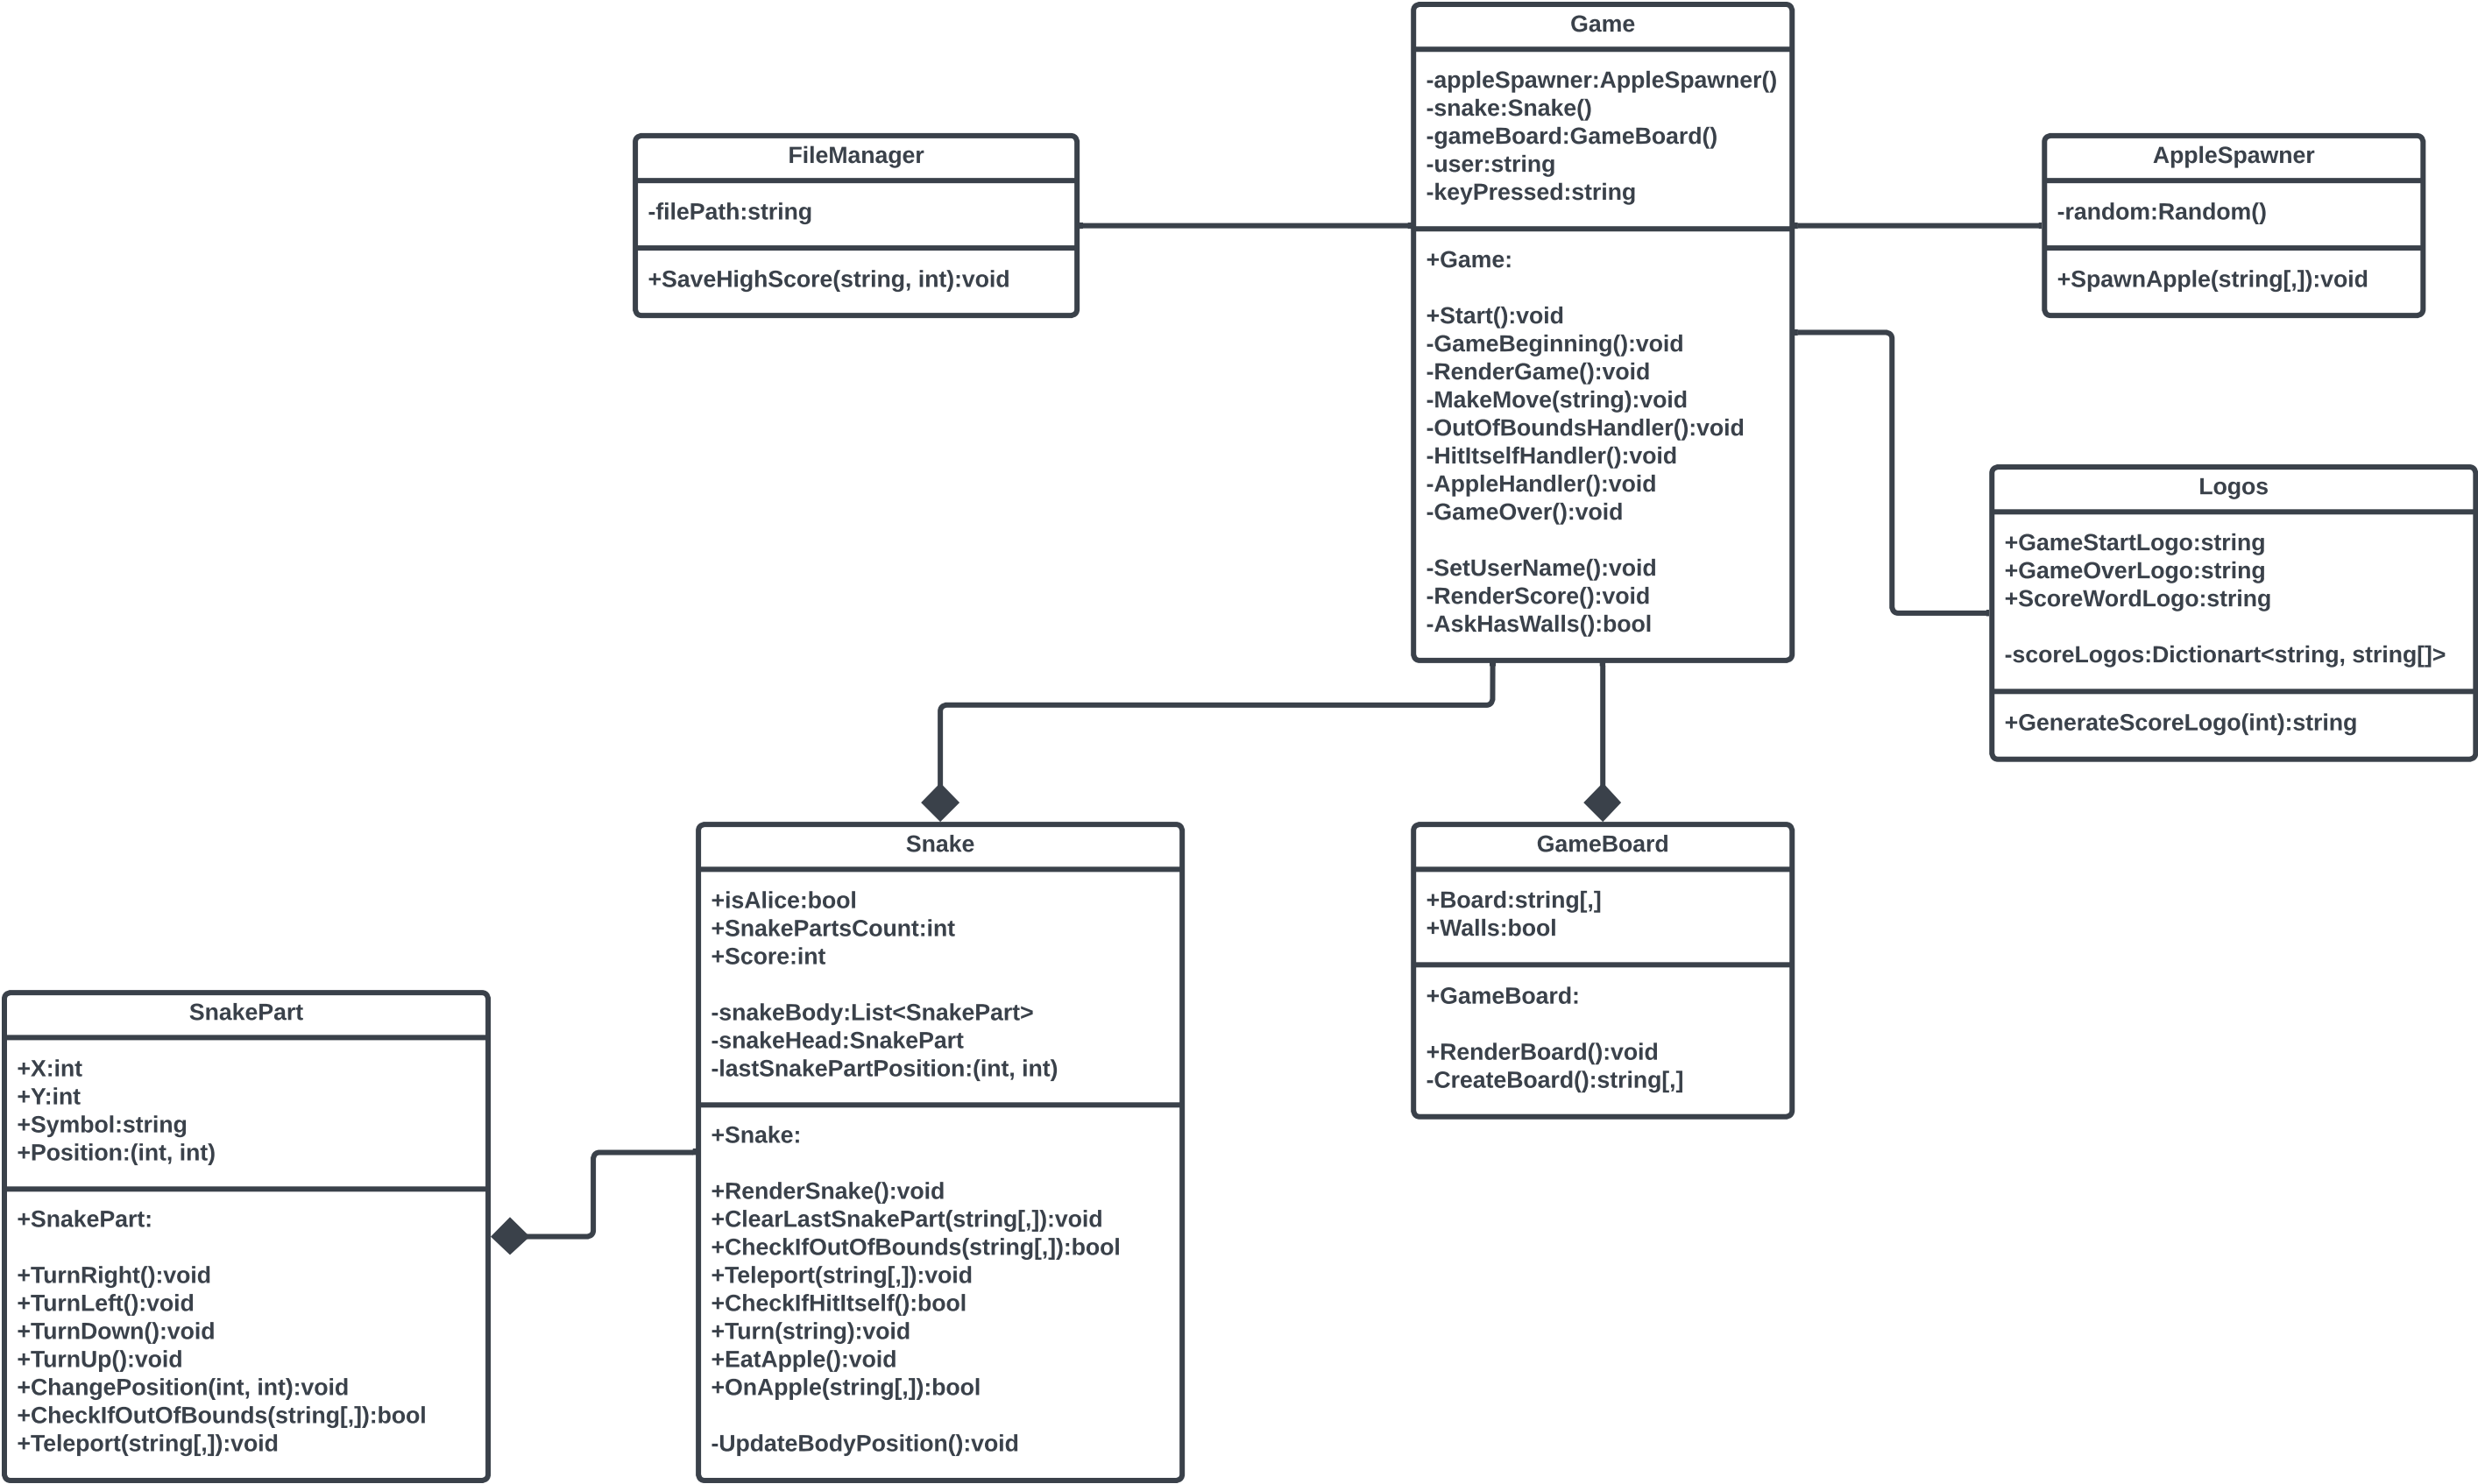 Game
-appleSpawner:AppleSpawner()
-snake:Snake()
-gameBoard:GameBoard()
-user:string
-keyPressed:string
+Game:
+Start():void
-GameBeginning():void
-RenderGame():void
-MakeMove(string):void
-OutOfBoundsHandler():void
-HitItselfHandler():void
-AppleHandler():void
-GameOver():void
-SetUserName():void
-RenderScore():void
-AskHasWalls():bool
FileManager
-filePath:string
+SaveHighScore(string, int):void
AppleSpawner
-random:Random()
+SpawnApple(string[,]):void
Logos
+GameStartLogo:string
+GameOverLogo:string
+ScoreWordLogo:string
-scoreLogos:Dictionart<string, string[]>
+GenerateScoreLogo(int):string
Snake
+isAlice:bool
+SnakePartsCount:int
+Score:int
-snakeBody:List<SnakePart>
-snakeHead:SnakePart
-lastSnakePartPosition:(int, int)
+Snake:
+RenderSnake():void
+ClearLastSnakePart(string[,]):void
+CheckIfOutOfBounds(string[,]):bool
+Teleport(string[,]):void
+CheckIfHitItself():bool
+Turn(string):void
+EatApple():void
+OnApple(string[,]):bool
-UpdateBodyPosition():void
GameBoard
+Board:string[,]
+Walls:bool
+GameBoard:
+RenderBoard():void
-CreateBoard():string[,]
SnakePart
+X:int
+Y:int
+Symbol:string
+Position:(int, int)
+SnakePart:
+TurnRight():void
+TurnLeft():void
+TurnDown():void
+TurnUp():void
+ChangePosition(int, int):void
+CheckIfOutOfBounds(string[,]):bool
+Teleport(string[,]):void